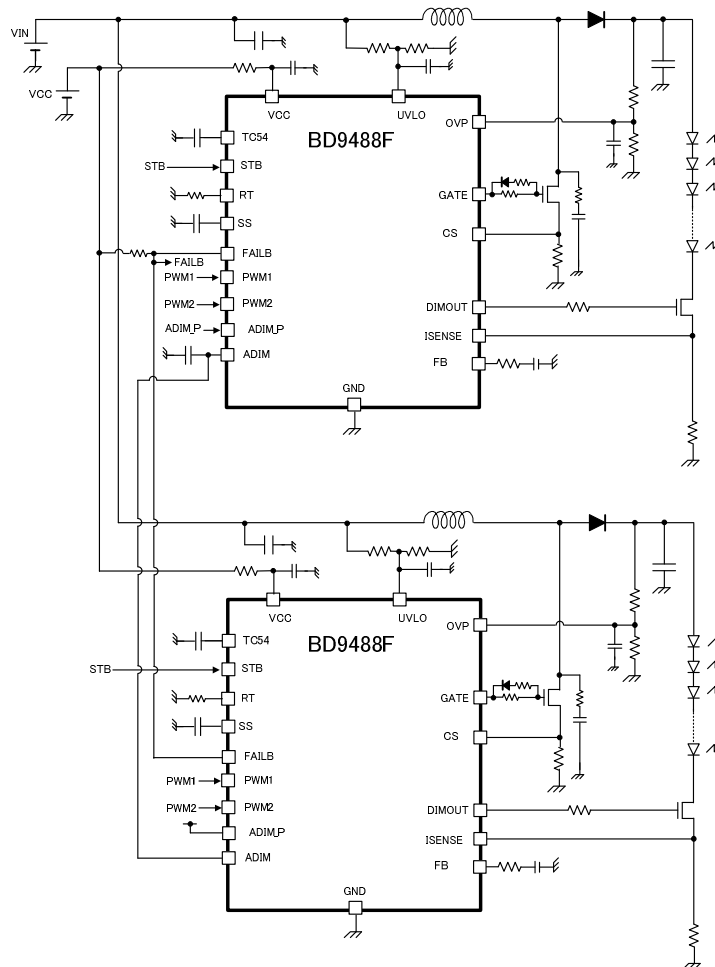 VIN
VCC
VCC
UVLO
BD9488F
OVP
TC54
STB
STB
RT
GATE
SS
CS
FAILB
FAILB
PWM1
PWM1
PWM2
PWM2
DIMOUT
ADIM_P
ADIM_P
ISENSE
ADIM
FB
GND
VCC
UVLO
BD9488F
OVP
TC54
STB
STB
RT
GATE
SS
CS
FAILB
PWM1
PWM1
PWM2
PWM2
DIMOUT
ADIM_P
ISENSE
ADIM
FB
GND